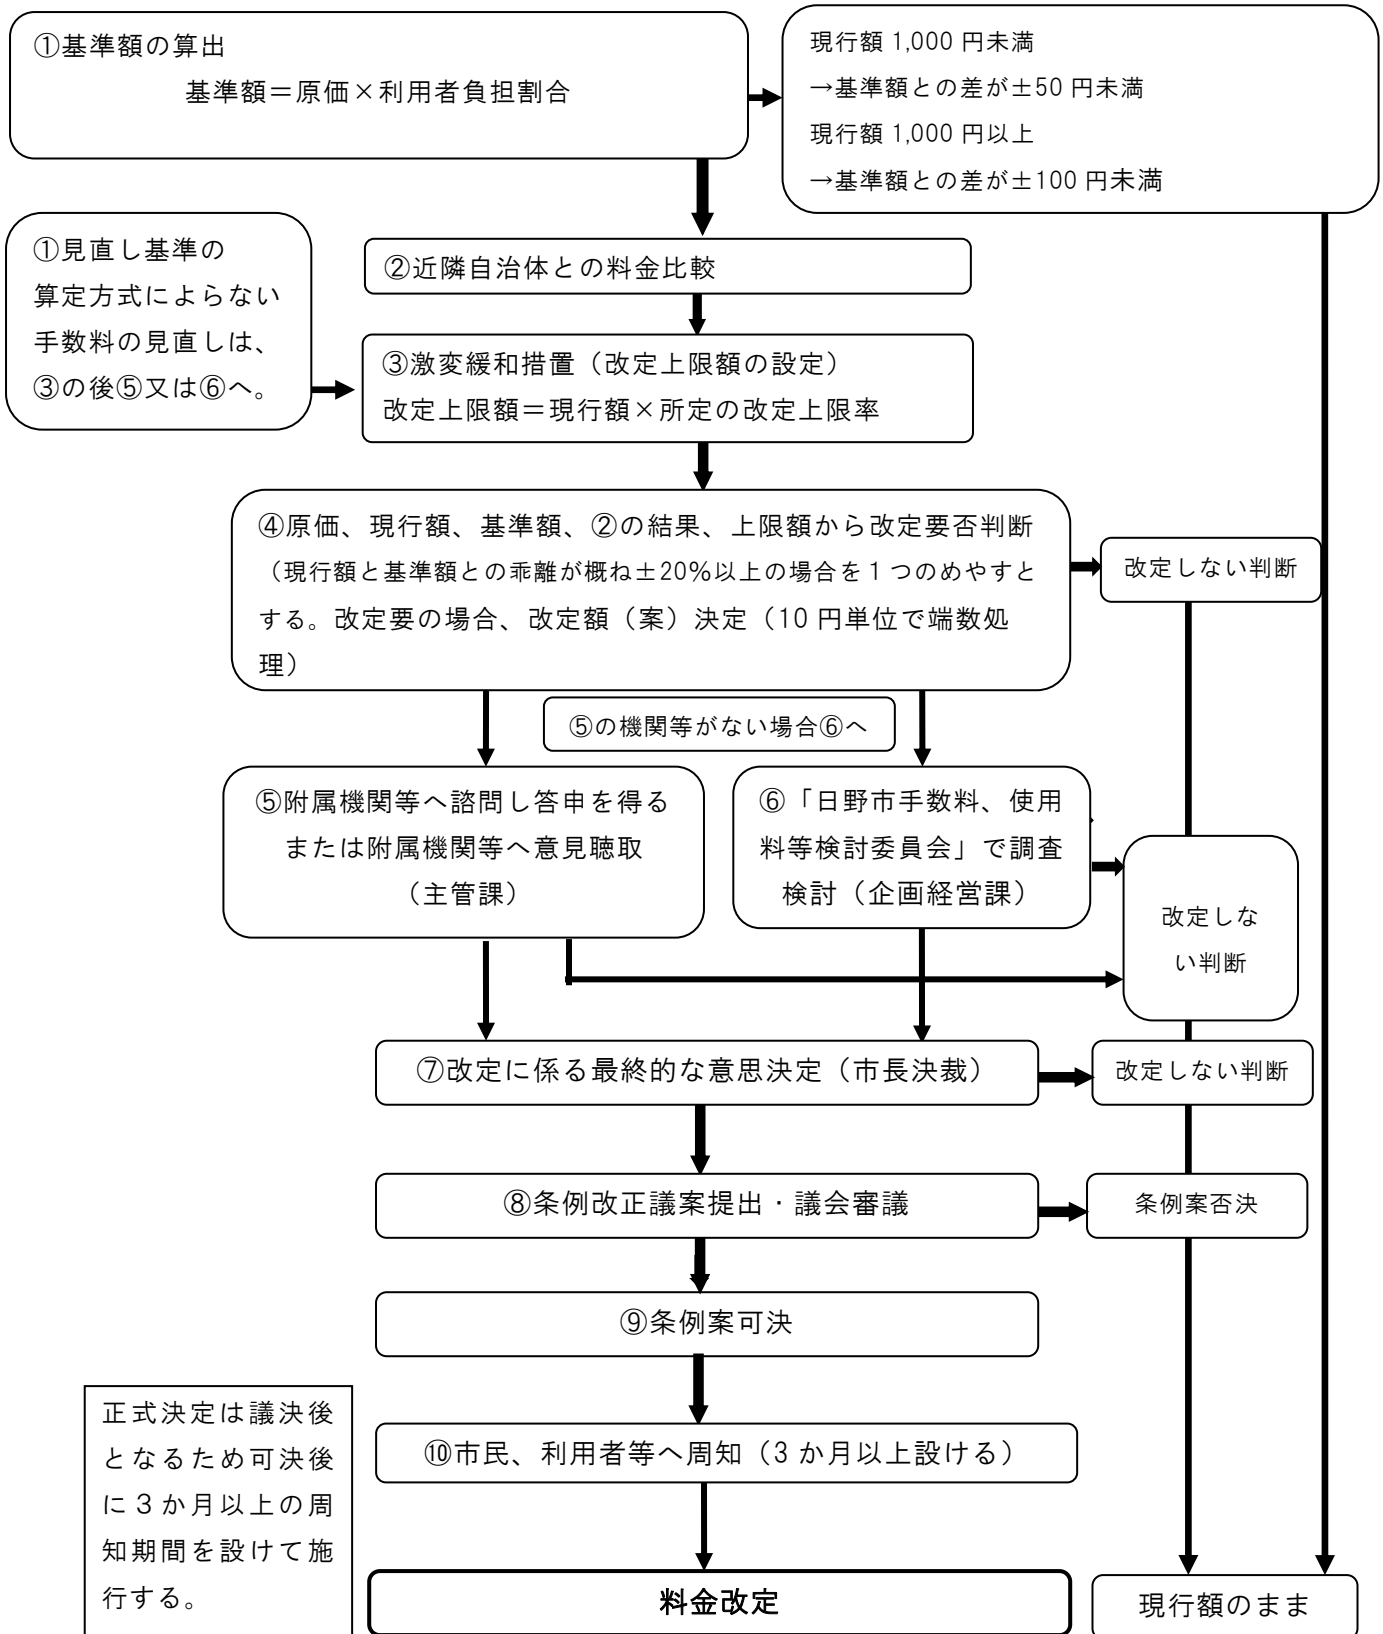 ①基準額の算出
基準額＝原価×利用者負担割合
現行額 1,000 円未満
→基準額との差が±50 円未満
現行額 1,000 円以上
→基準額との差が±100 円未満
①見直し基準の
算定方式によらない
手数料の見直しは、
③の後⑤又は⑥へ。
②近隣自治体との料金比較
③激変緩和措置（改定上限額の設定）
改定上限額＝現行額×所定の改定上限率
④原価、現行額、基準額、②の結果、上限額から改定要否判断
（現行額と基準額との乖離が概ね±20％以上の場合を１つのめやすと
する。改定要の場合、改定額（案）決定（10 円単位で端数処
理）
改定しない判断
⑤の機関等がない場合⑥へ
⑤附属機関等へ諮問し答申を得る
または附属機関等へ意見聴取
（主管課）
⑥「日野市手数料、使用
料等検討委員会」で調査
検討（企画経営課）
改定しな
い判断
⑦改定に係る最終的な意思決定（市長決裁）
改定しない判断
⑧条例改正議案提出・議会審議
条例案否決
⑨条例案可決
⑩市民、利用者等へ周知（3 か月以上設ける）
正式決定は議決後
となるため可決後
に３か月以上の周
知期間を設けて施
行する。
料金改定
現行額のまま